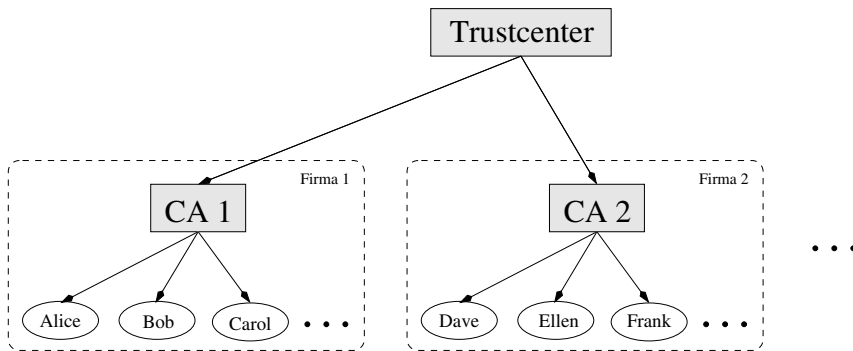 Trustcenter
Firma 1
Firma 2
CA 1
CA 2
Alice
Bob
Carol
Dave
Ellen
Frank